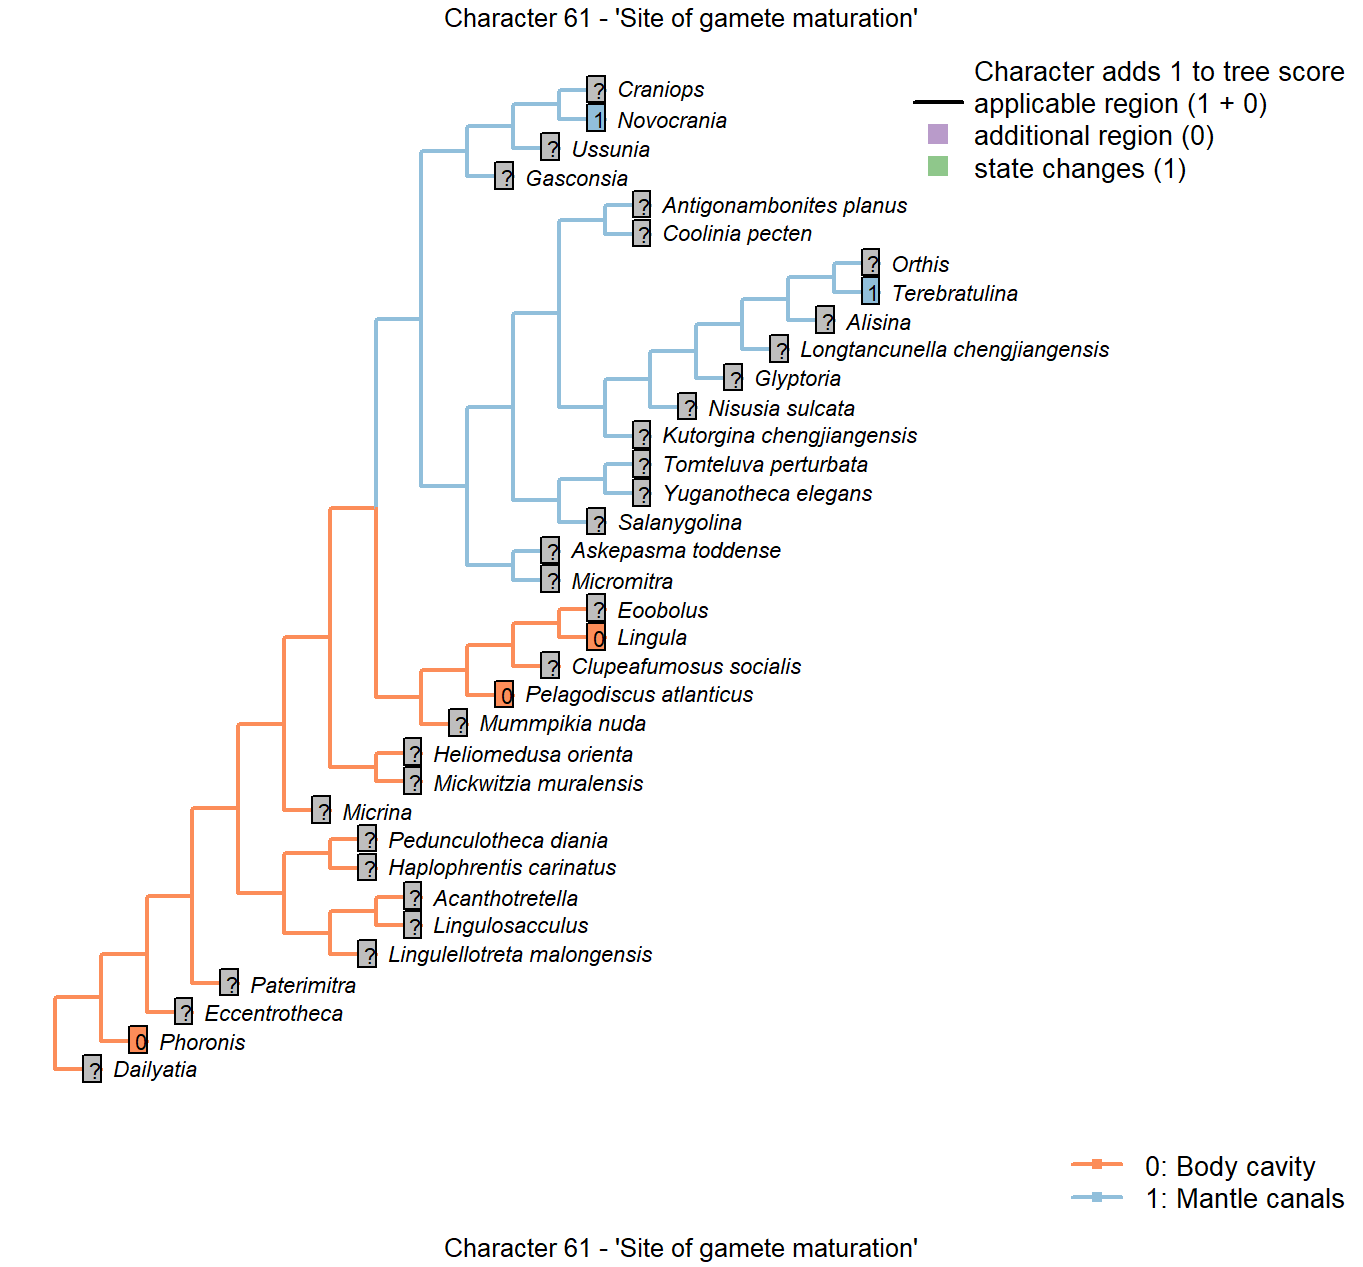 Character 61 - 'Site of gamete maturation'
Character adds 1 to tree score
applicable region (1 + 0)
additional region (0)
state changes (1)
? Craniops
1 Novocrania
? Ussunia
? Gasconsia
? Antigonambonites planus
? Coolinia pecten
? Orthis
1 Terebratulina
? Alisina
? Longtancunella chengjiangensis
? Glyptoria
? Nisusia sulcata
? Kutorgina chengjiangensis
? Tomteluva perturbata
? Yuganotheca elegans
? Salanygolina
? Askepasma toddense
? Micromitra
? Eoobolus
0 Lingula
? Clupeafumosus socialis
0 Pelagodiscus atlanticus
? Mummpikia nuda
? Heliomedusa orienta
? Mickwitzia muralensis
? Micrina
? Pedunculotheca diania
? Haplophrentis carinatus
? Acanthotretella
? Lingulosacculus
? Lingulellotreta malongensis
? Paterimitra
? Eccentrotheca
0 Phoronis
? Dailyatia
0: Body cavity
1: Mantle canals
Character 61 - 'Site of gamete maturation'